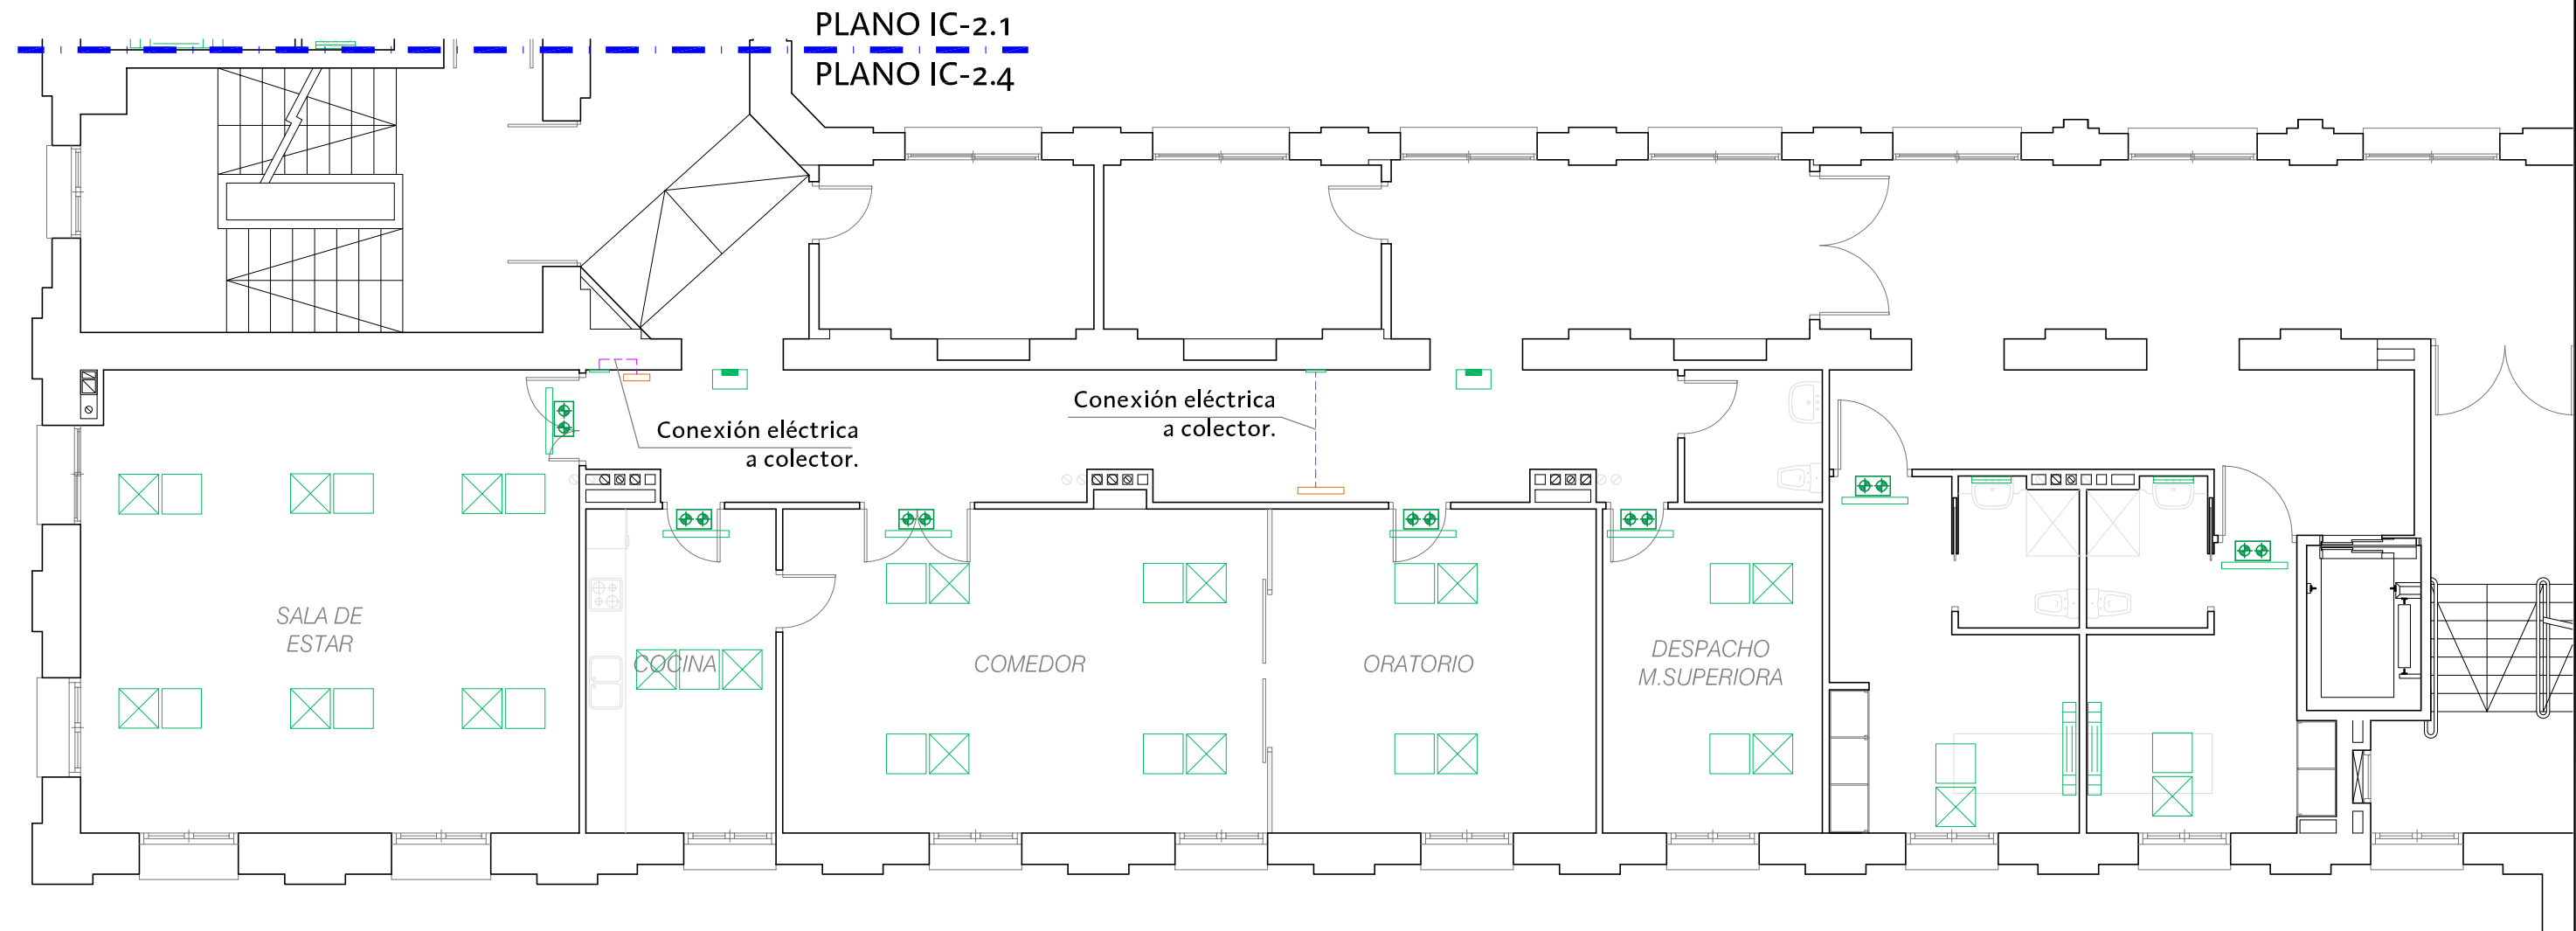 PLANO IC-2.1
PLANO IC-2.4
Conexión eléctrica
a colector.
Conexión eléctrica
a colector.
SALA DE
ESTAR
COCINA
COMEDOR
ORATORIO
DESPACHO
M.SUPERIORA